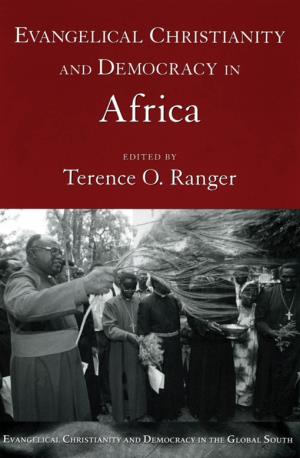 EVANGELICAL CHRISTIANITY
AND DEMOCRACY IN
AFRICA
EDITED BY
Terence O. Ranger
EVANGELICAL CHRISTIANITY AND DEMOCRACY IN THE GLOBAL SOUTH